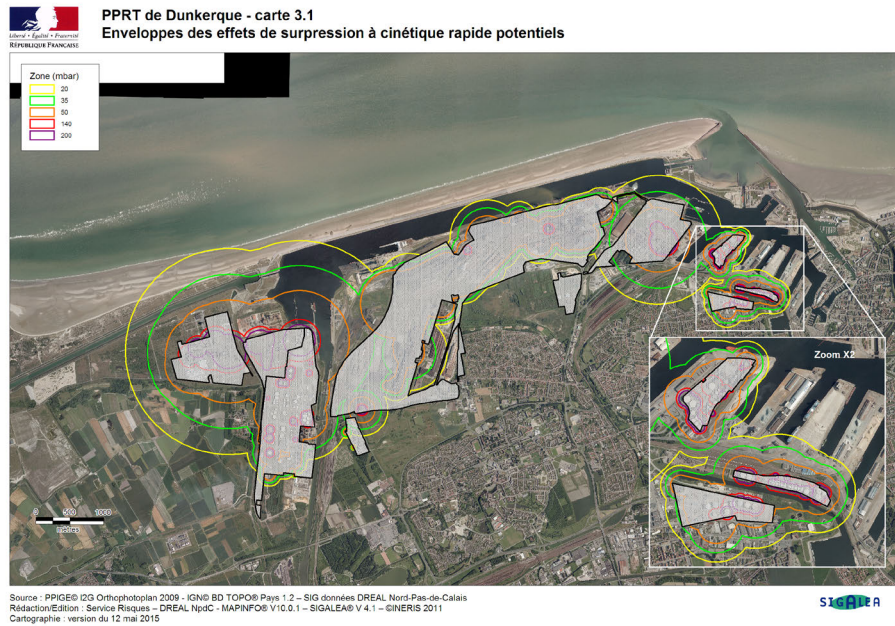 Liberté • Égalité • Fraternité
RÉPUBLIQUE FRANÇAISE
PPRT de Dunkerque - carte 3.1
Enveloppes des effets de surpression à cinétique rapide potentiels
Zone (mbar)
20
35
50
140
200
Zoom X2
0 500 1000
mètres
Source : PPIGE© I2G Orthophotoplan 2009 - IGN© BD TOPO® Pays 1.2 – SIG données DREAL Nord-Pas-de-Calais
Rédaction/Edition : Service Risques – DREAL NpdC - MAPINFO® V10.0.1 – SIGALEA® V 4.1 – ©INERIS 2011
Cartographie : version du 12 mai 2015
SIGALEA